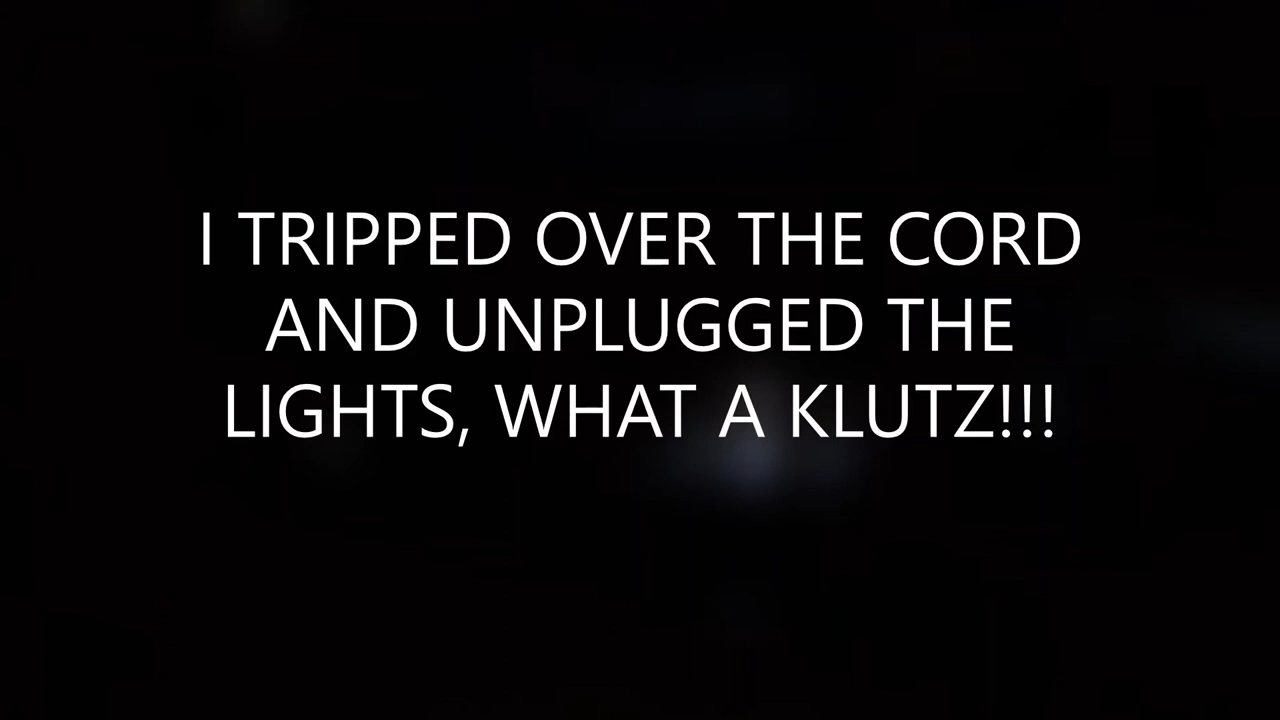 I TRIPPED OVER THE CORD
AND UNPLUGGED THE
LIGHTS, WHAT A KLUTZ!!!